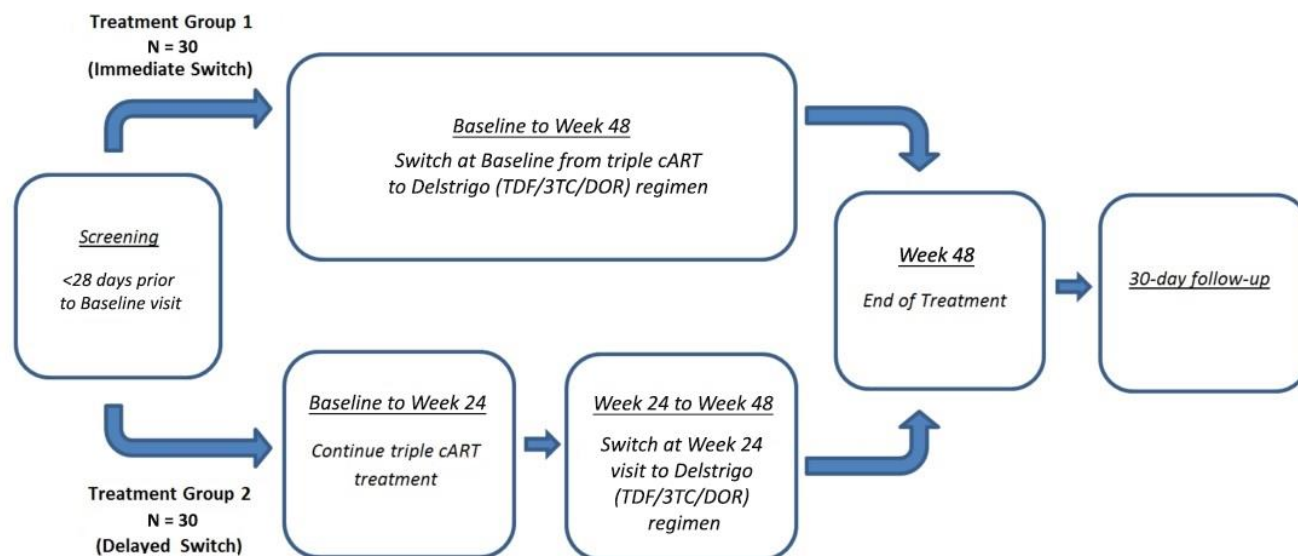 Treatment Group 1
N = 30
(Immediate Switch)
Baseline to Week 48
Switch at Baseline from triple cART
to Delstrigo (TDF/3TC/DOR) regimen
Screening
<28 days prior
to Baseline visit
Baseline to Week 24
Continue triple cART
treatment
Week 24 to Week 48
Switch at Week 24
visit to Delstrigo
(TDF/3TC/DOR)
regimen
Treatment Group 2
N = 30
(Delayed Switch)
Week 48
End of Treatment
30-day follow-up